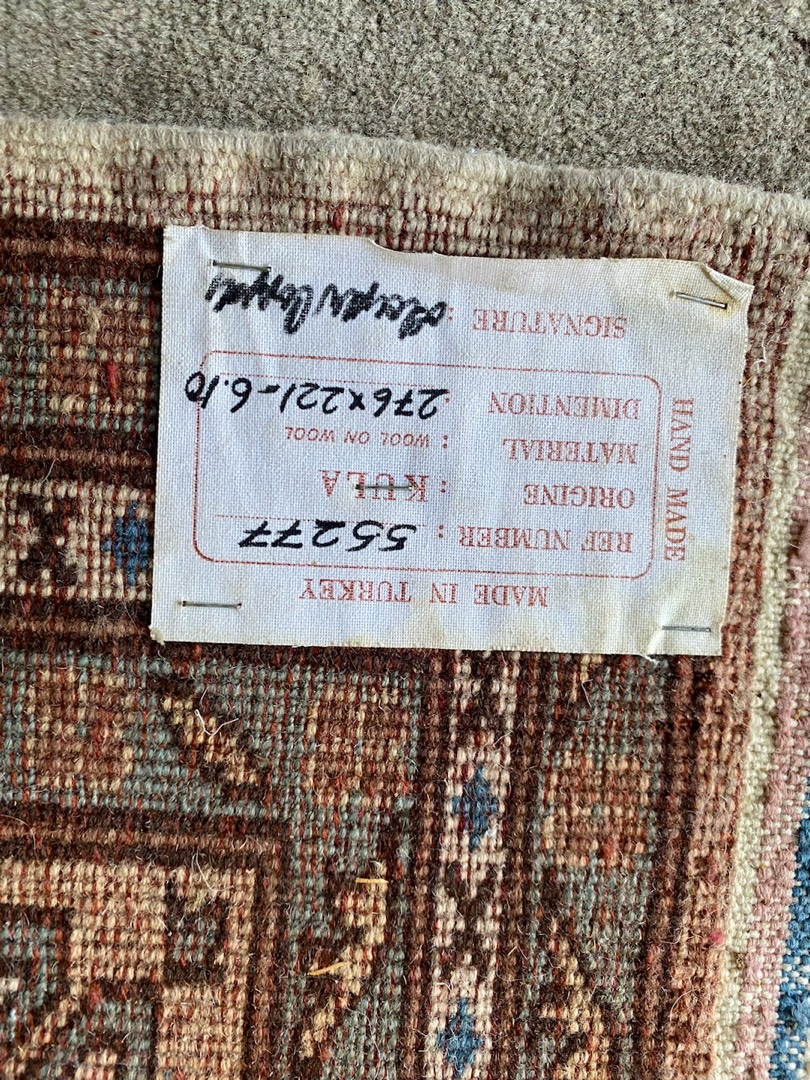 MADE IN TURKEY
HAND MADE
REF NUMBER : 55277
ORIGINE : KULA
MATERIAL : WOOL ON WOOL
DIMENTION : 276x221-6.10
SIGNATURE :